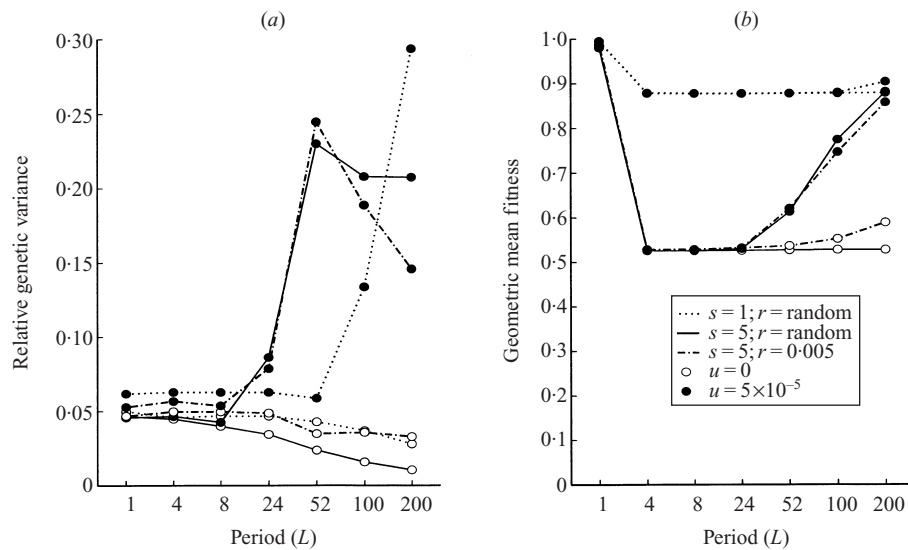 (a)
0·30
0·25
0·20
0·15
0·10
0·05
0
Relative genetic variance
1 4 8 24 52 100 200
Period (L)
(b)
1·0
0·9
0·8
0·7
0·6
0·5
0·4
0·3
0·2
0·1
0
Geometric mean fitness
s = 1; r = random
s = 5; r = random
s = 5; r = 0·005
u = 0
u = 5×10⁻⁵
1 4 8 24 52 100 200
Period (L)